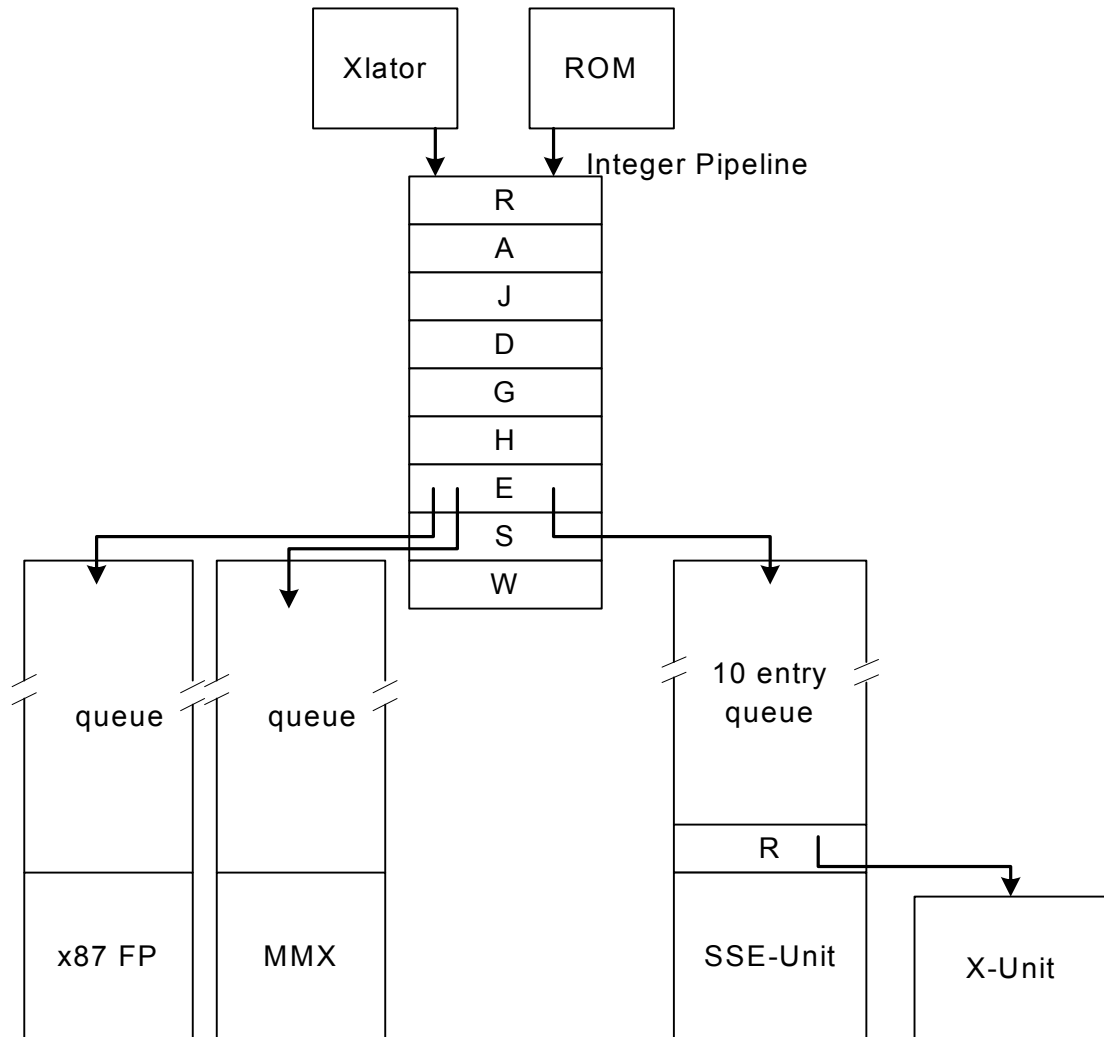 Xlator
ROM
Integer Pipeline
R
A
J
D
G
H
E
S
W
queue
queue
10 entry
queue
R
x87 FP
MMX
SSE-Unit
X-Unit